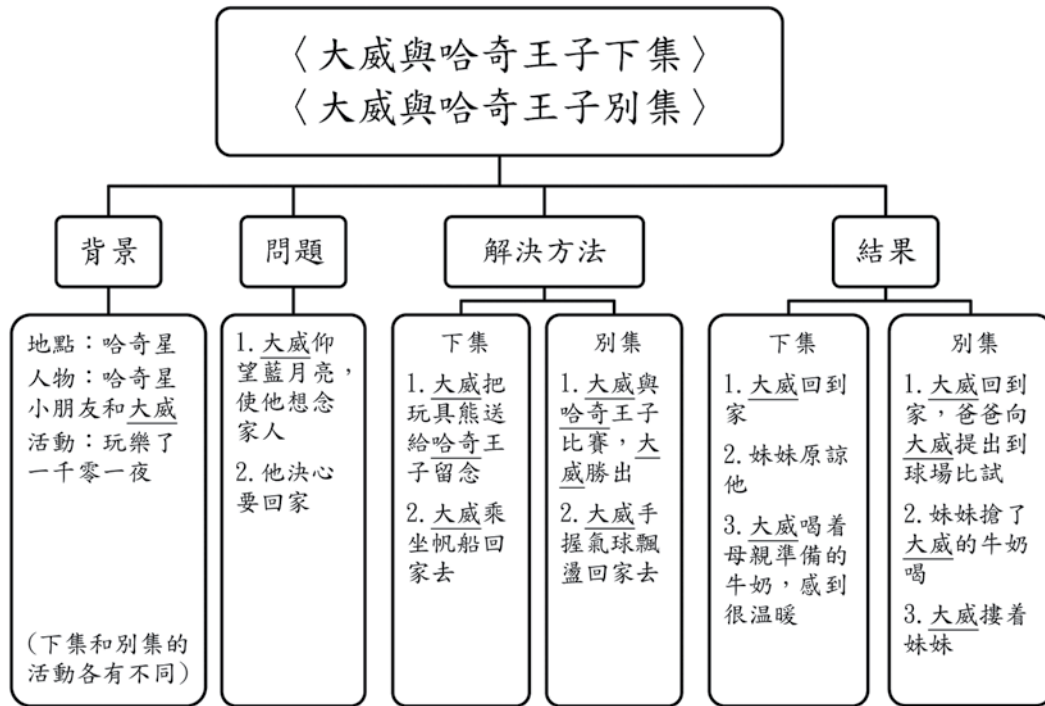 〈大威與哈奇王子下集〉
〈大威與哈奇王子別集〉
背景
地點：哈奇星
人物：哈奇星
小朋友和大威
活動：玩樂了
一千零一夜
(下集和別集的
活動各有不同)
問題
1. 大威仰
望藍月亮，
使他想念
家人
2. 他決心
要回家
解決方法
下集
1. 大威把
玩具熊送
給哈奇王
子留念
2. 大威乘
坐帆船回
家去
別集
1. 大威與
哈奇王子
比賽，大
威勝出
2. 大威手
握氣球飄
盪回家去
結果
下集
1. 大威回到
家
2. 妹妹原諒
他
3. 大威喝着
母親準備的
牛奶，感到
很温暖
別集
1. 大威回到
家，爸爸向
大威提出到
球場比試
2. 妹妹搶了
大威的牛奶
喝
3. 大威摟着
妹妹